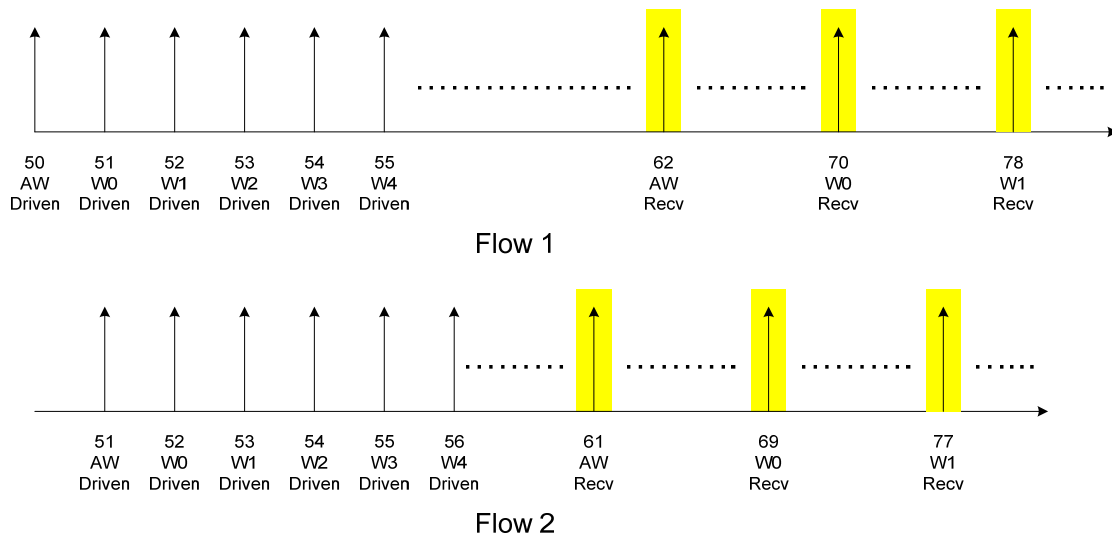 50 51 52 53 54 55 62 70 78
AW W0 W1 W2 W3 W4 AW W0 W1
Driven Driven Driven Driven Driven Driven Recv Recv Recv
Flow 1
51 52 53 54 55 56 61 69 77
AW W0 W1 W2 W3 W4 AW W0 W1
Driven Driven Driven Driven Driven Driven Recv Recv Recv
Flow 2